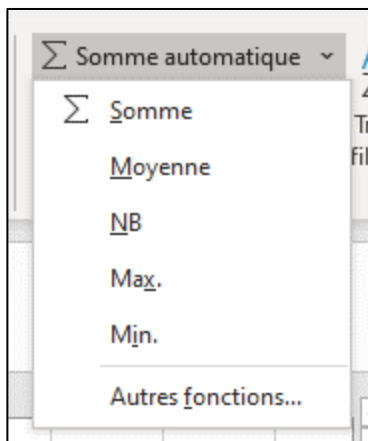 Somme automatique
Somme
Moyenne
NB
Max.
Min.
Autres fonctions...